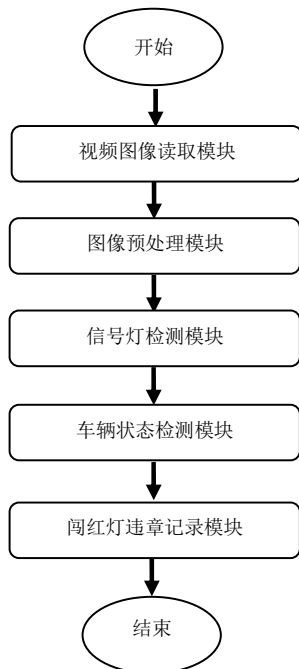 开始
视频图像读取模块
图像预处理模块
信号灯检测模块
车辆状态检测模块
闯红灯违章记录模块
结束